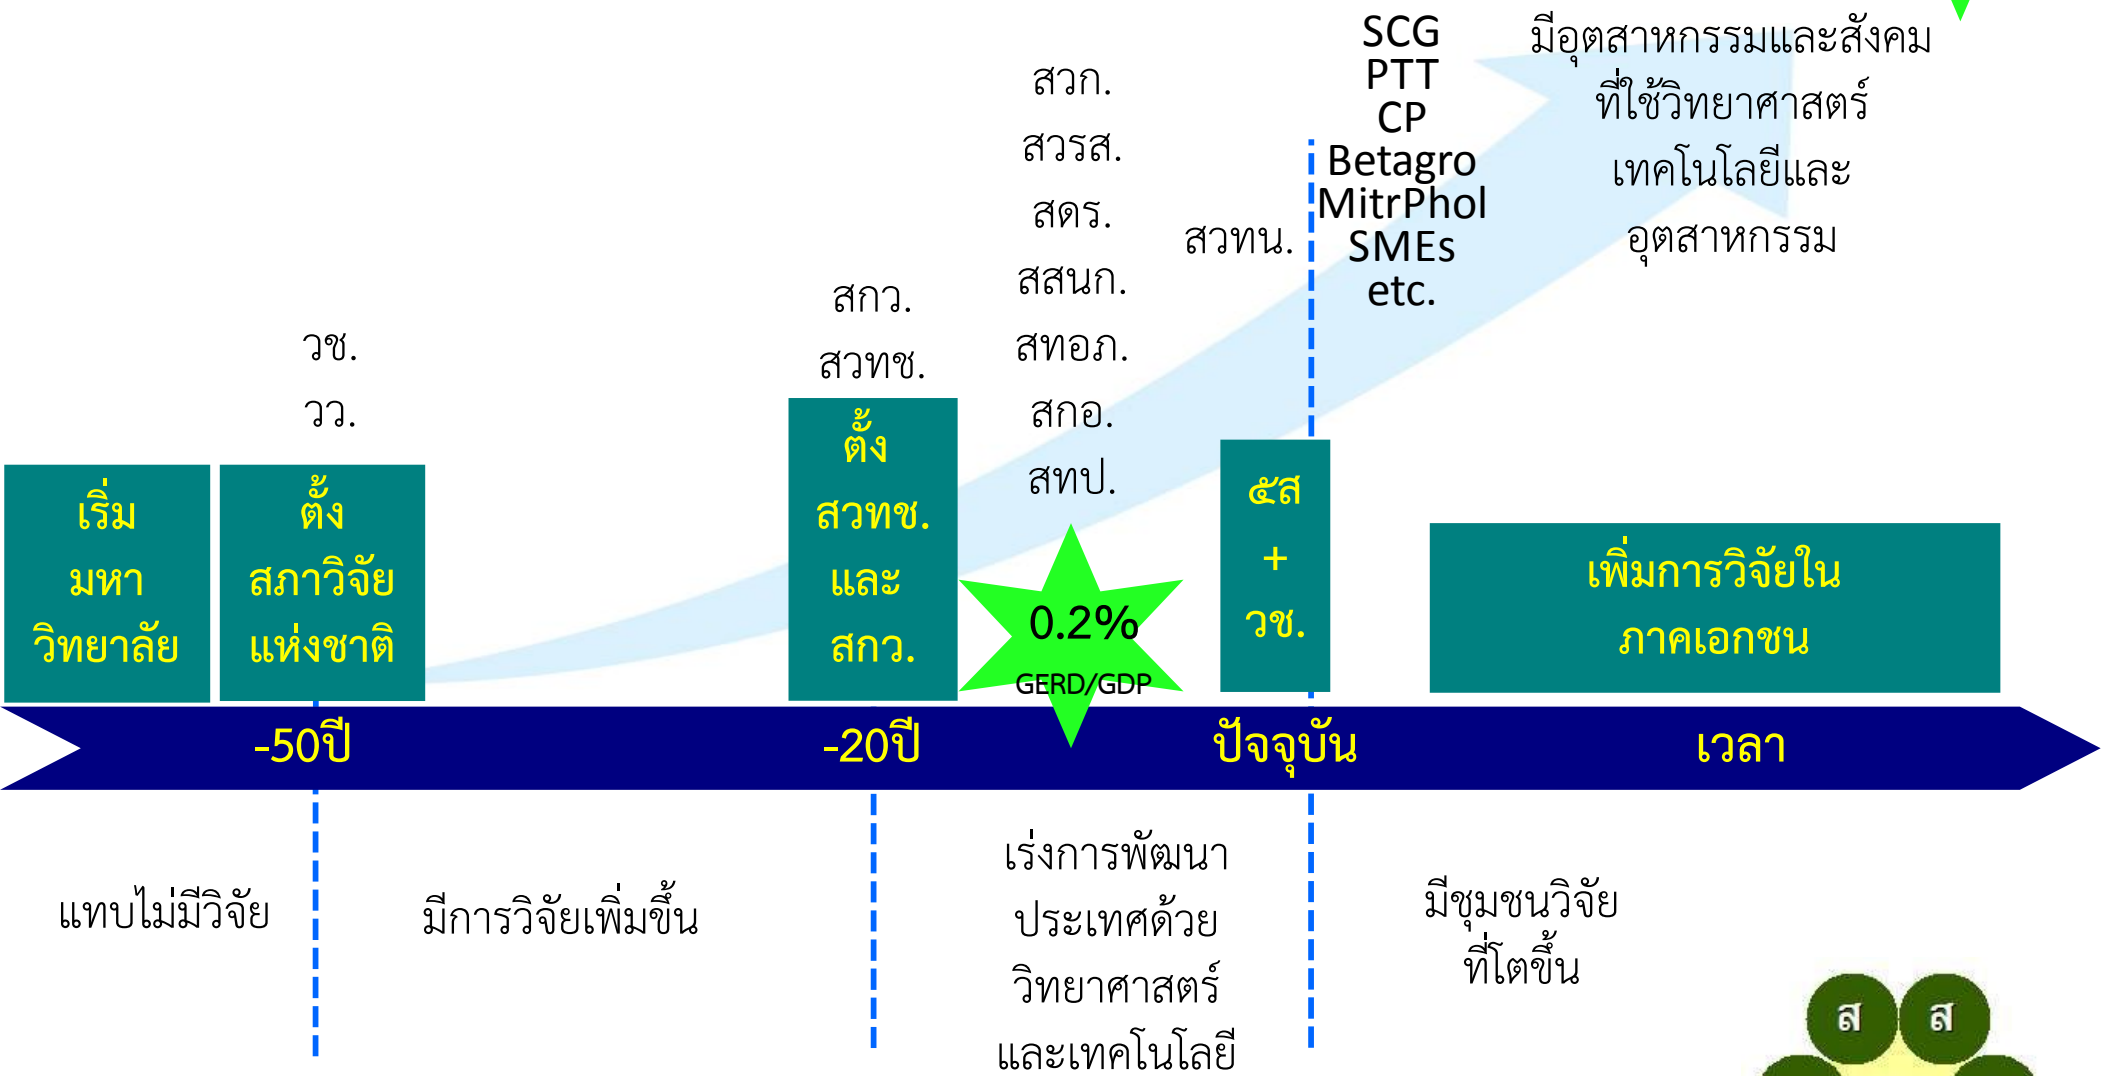 SCG
PTT
CP
Betagro
MitrPhol
SMEs
etc.
มีอุตสาหกรรมและสังคม
ที่ใช้วิทยาศาสตร์
เทคโนโลยีและ
อุตสาหกรรม
สวก.
สวรส.
สดร.
สสนก.
สทอภ.
สกอ.
สทป.
สวทน.
สกว.
สวทช.
วช.
วว.
เริ่ม
มหา
วิทยาลัย
ตั้ง
สภาวิจัย
แห่งชาติ
ตั้ง
สวทช.
และ
สกว.
0.2%
GERD/GDP
๕ส
+
วช.
เพิ่มการวิจัยใน
ภาคเอกชน
-50ปี
-20ปี
ปัจจุบัน
เวลา
แทบไม่มีวิจัย
มีการวิจัยเพิ่มขึ้น
เร่งการพัฒนา
ประเทศด้วย
วิทยาศาสตร์
และเทคโนโลยี
มีชุมชนวิจัย
ที่โตขึ้น
ส ส